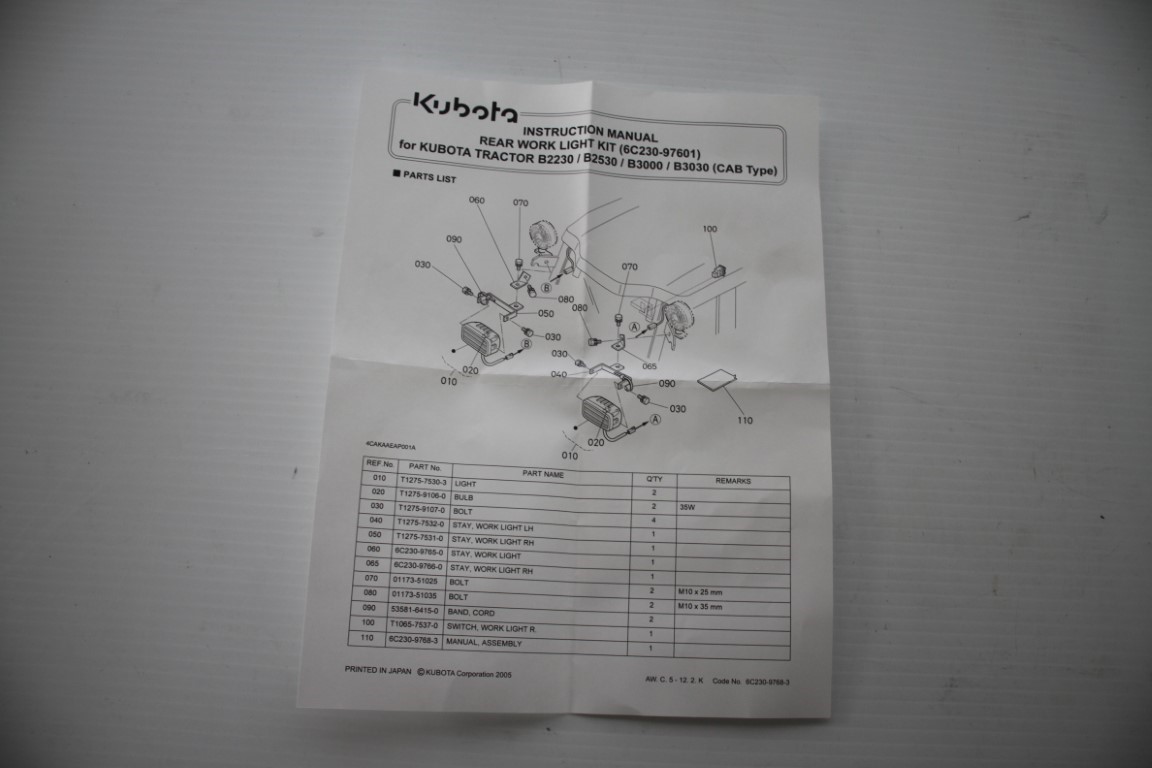 Kubota
INSTRUCTION MANUAL
REAR WORK LIGHT KIT (6C230-97601)
for KUBOTA TRACTOR B2230 / B2530 / B3000 / B3030 (CAB Type)
■ PARTS LIST
060 070
090
030
B
080
050
030
B
020
010
100
070
080
A
030
065
040
090
030
110
A
020
010
4CAKAAEAP001A
REF.No. PART No. PART NAME Q'TY REMARKS
010 T1275-7530-3 LIGHT 2
020 T1275-9106-0 BULB 2 35W
030 T1275-9107-0 BOLT 4
040 T1275-7532-0 STAY, WORK LIGHT LH 1
050 T1275-7531-0 STAY, WORK LIGHT RH 1
060 6C230-9765-0 STAY, WORK LIGHT 1
065 6C230-9766-0 STAY, WORK LIGHT RH 1
070 01173-51025 BOLT 2 M10 x 25 mm
080 01173-51035 BOLT 2 M10 x 35 mm
090 53581-6415-0 BAND, CORD 2
100 T1065-7537-0 SWITCH, WORK LIGHT R. 1
110 6C230-9768-3 MANUAL, ASSEMBLY 1
PRINTED IN JAPAN ©KUBOTA Corporation 2005
AW. C. 5 - 12. 2. K Code No. 6C230-9768-3